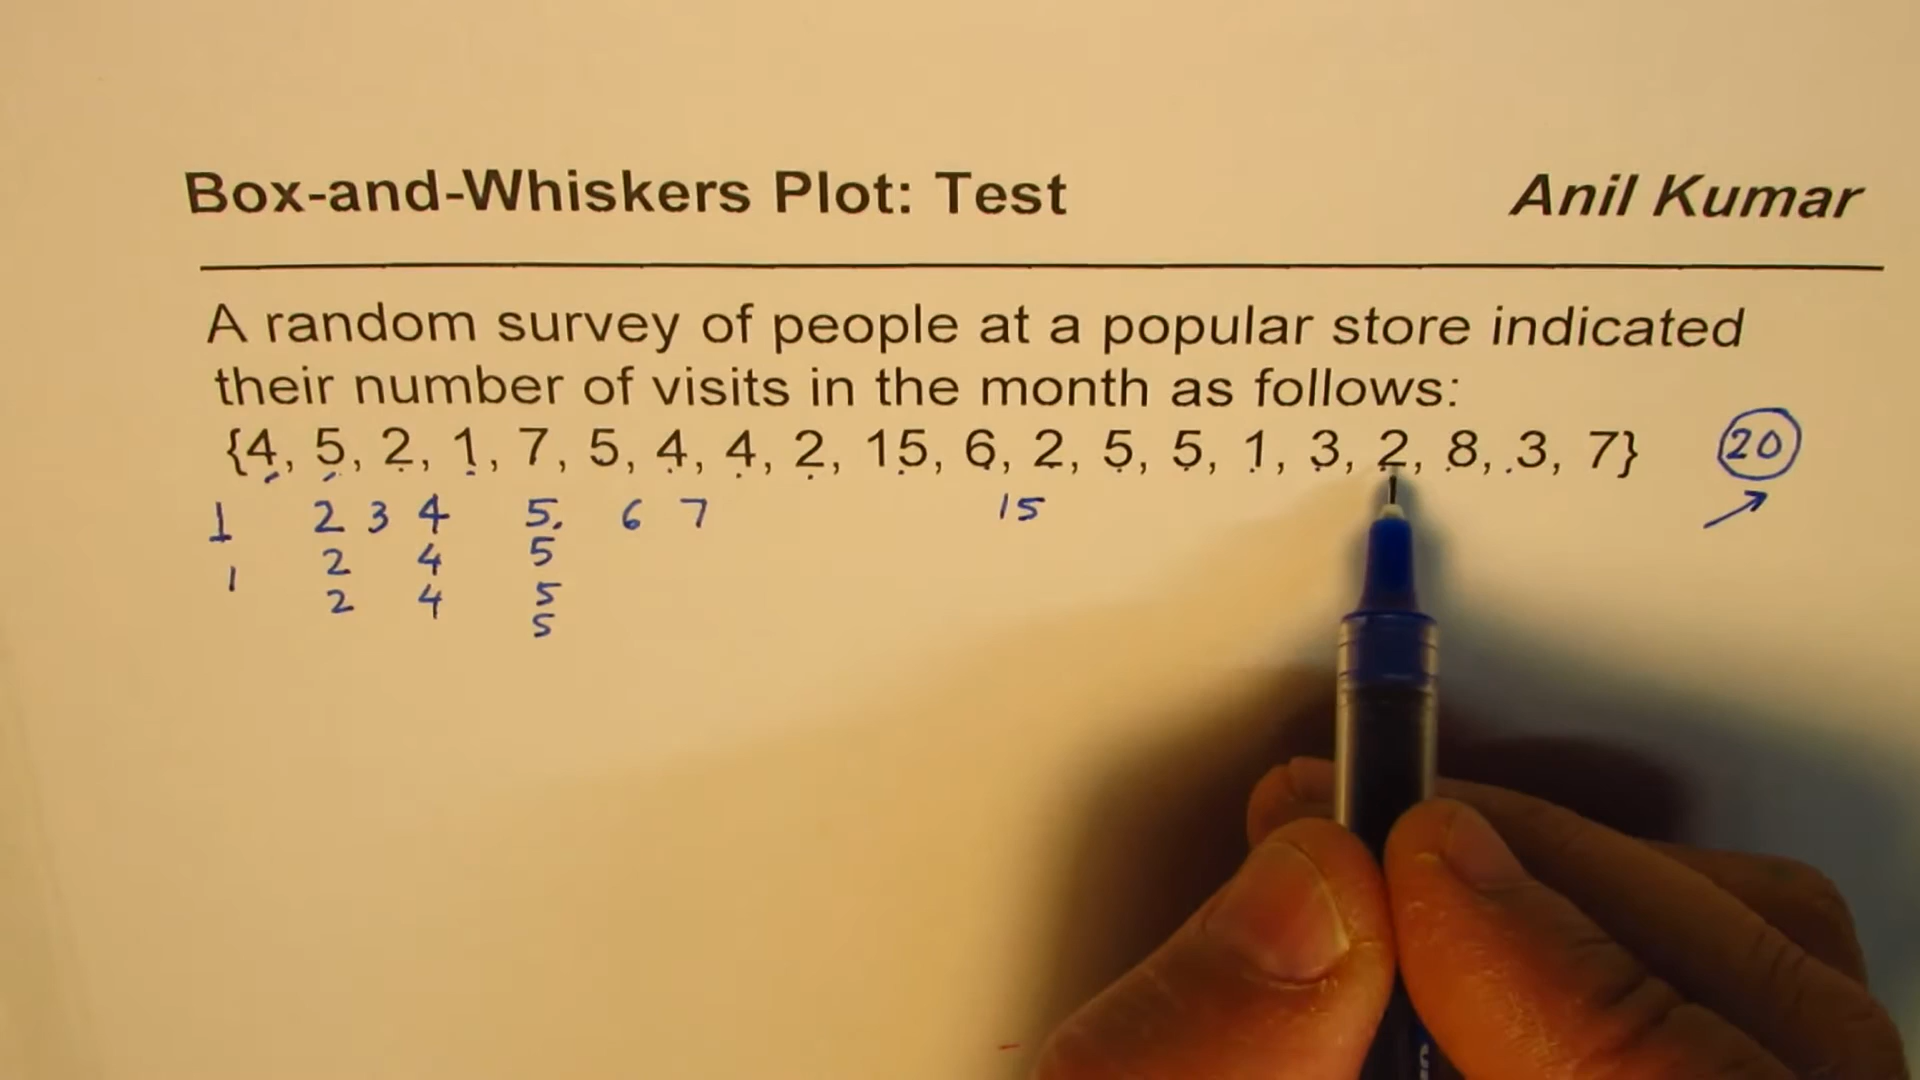 Box-and-Whiskers Plot: Test Anil Kumar
A random survey of people at a popular store indicated
their number of visits in the month as follows:
{4, 5, 2, 1, 7, 5, 4, 4, 2, 15, 6, 2, 5, 5, 1, 3, 2, 8, 3, 7} 20
1 2 3 4 5. 6 7 15
1 2 4 5
2 4 5
5